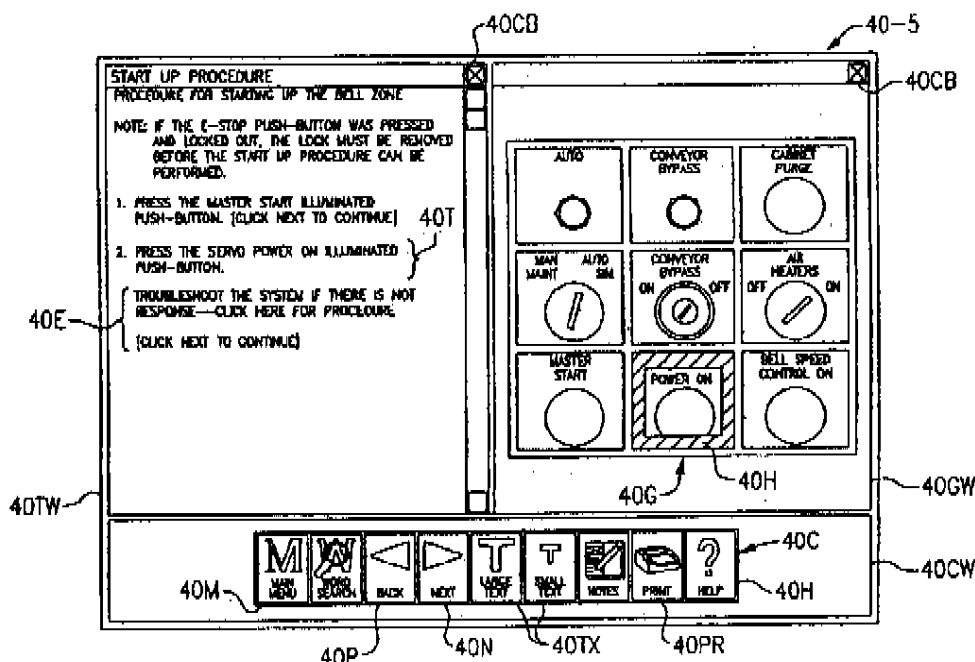 40CB
40-5
START UP PROCEDURE
40CB
PROCEDURE FOR STARTING UP THE BELL ZONE
NOTE: IF THE E-STOP PUSH-BUTTON WAS PRESSED
AND LOCKED OUT, THE LOCK MUST BE REMOVED
BEFORE THE START UP PROCEDURE CAN BE
PERFORMED.
1. PRESS THE MASTER START ILLUMINATED
PUSH-BUTTON. (CLICK NEXT TO CONTINUE)
40T
2. PRESS THE SERVO POWER ON ILLUMINATED
PUSH-BUTTON.
40E
TROUBLESHOOT THE SYSTEM IF THERE IS NOT
RESPONSE—CLICK HERE FOR PROCEDURE
(CLICK NEXT TO CONTINUE)
AUTO
CONVEYOR
BYPASS
CABINET
PURGE
MAN AUTO
MAINT SIM
CONVEYOR
BYPASS
ON OFF
AIR
HEATERS
OFF ON
MASTER
START
POWER ON
BELL SPEED
CONTROL ON
40TW
40G
40H
40GW
M
MAIN
MENU
W
WORD
SEARCH
BACK
NEXT
T
LARGE
TEXT
T
SMALL
TEXT
NOTES
PRINT
?
HELP
40C
40CW
40M
40H
40P
40N
40TX
40PR